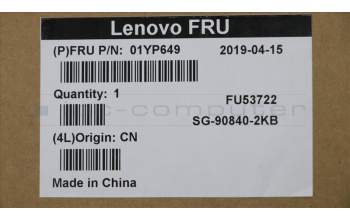 Lenovo FRU
(P)FRU P/N: 01YP649 2019-04-15
Quantity: 1
FU53722
SG-90840-2KB
(4L)Origin: CN
Made in China